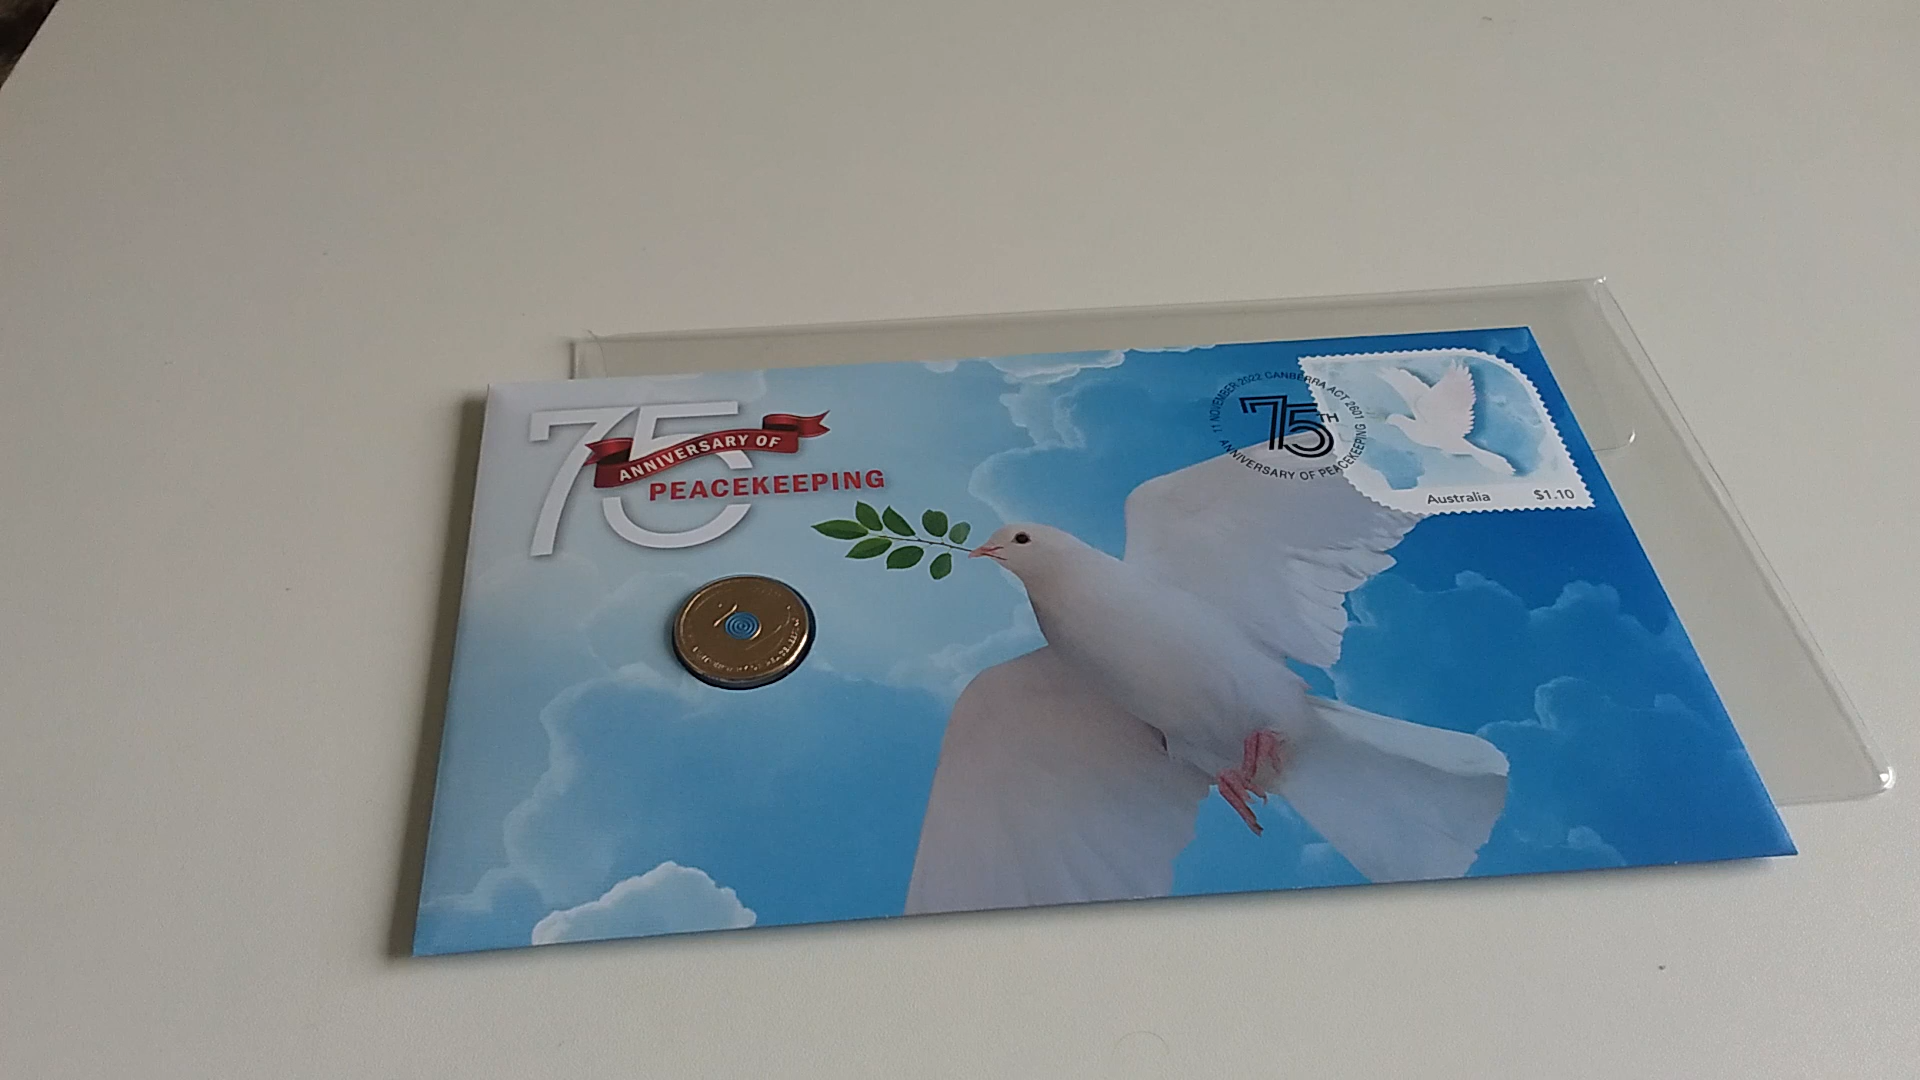 75
ANNIVERSARY OF
PEACEKEEPING
11 NOVEMBER 2022 CANBERRA ACT 2601
75TH
ANNIVERSARY OF PEACEKEEPING
Australia $1.10